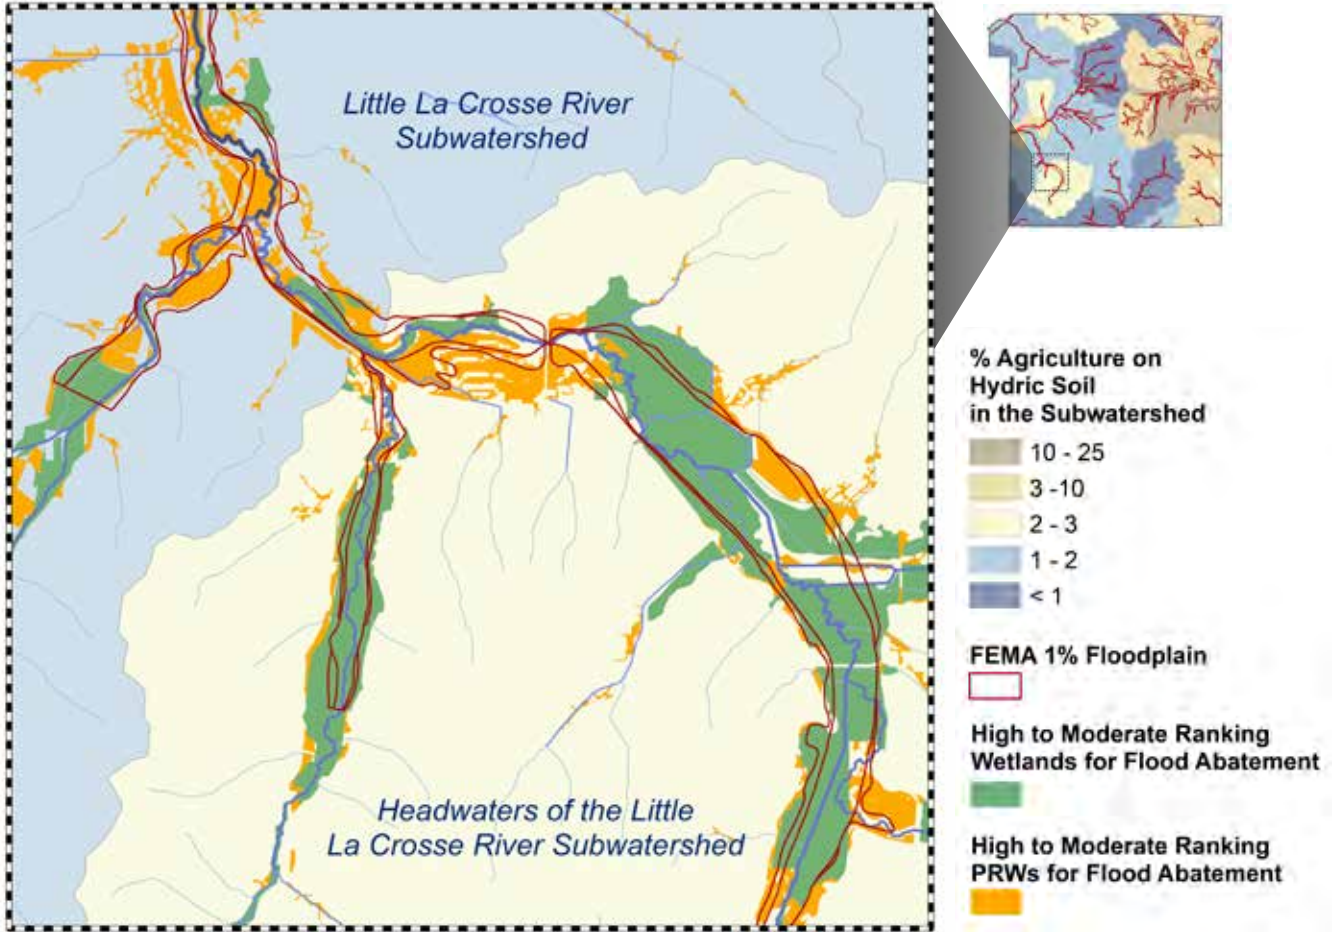 Little La Crosse River
Subwatershed
Headwaters of the Little
La Crosse River Subwatershed
% Agriculture on
Hydric Soil
in the Subwatershed
10 - 25
3 -10
2 - 3
1 - 2
< 1
FEMA 1% Floodplain
High to Moderate Ranking
Wetlands for Flood Abatement
High to Moderate Ranking
PRWs for Flood Abatement